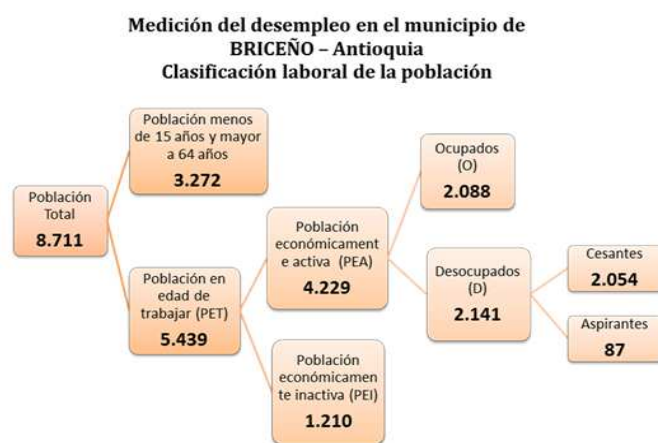 Medición del desempleo en el municipio de
BRICEÑO – Antioquia
Clasificación laboral de la población
Población menos
de 15 años y mayor
a 64 años
3.272
Población
Total
8.711
Población en
edad de
trabajar (PET)
5.439
Población
económicament
e activa (PEA)
4.229
Población
económicamen
te inactiva (PEI)
1.210
Ocupados
(O)
2.088
Desocupados
(D)
2.141
Cesantes
2.054
Aspirantes
87